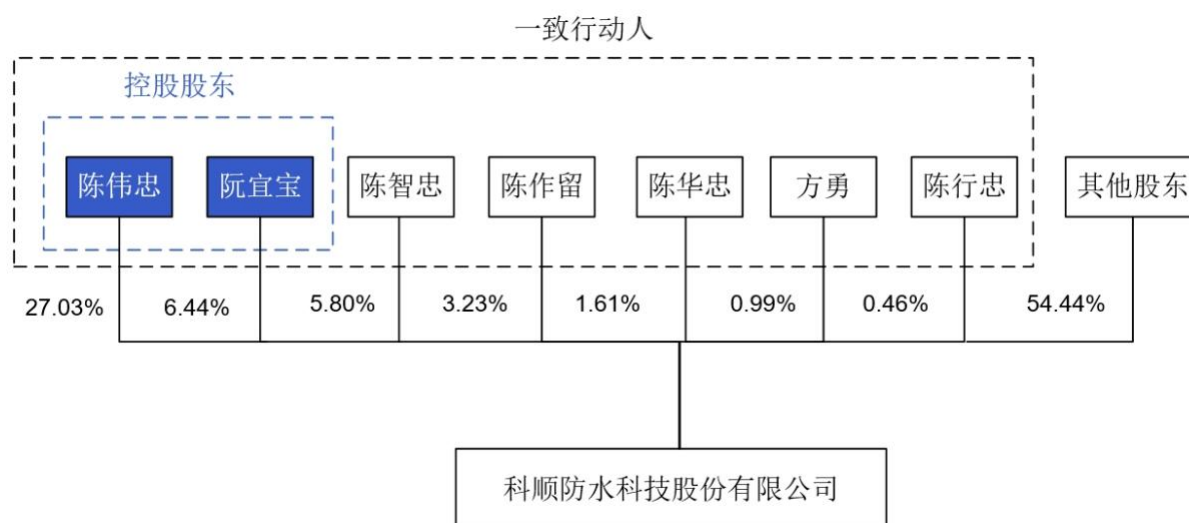 一致行动人
控股股东
陈伟忠
阮宜宝
陈智忠
陈作留
陈华忠
方勇
陈行忠
其他股东
27.03%
6.44%
5.80%
3.23%
1.61%
0.99%
0.46%
54.44%
科顺防水科技股份有限公司